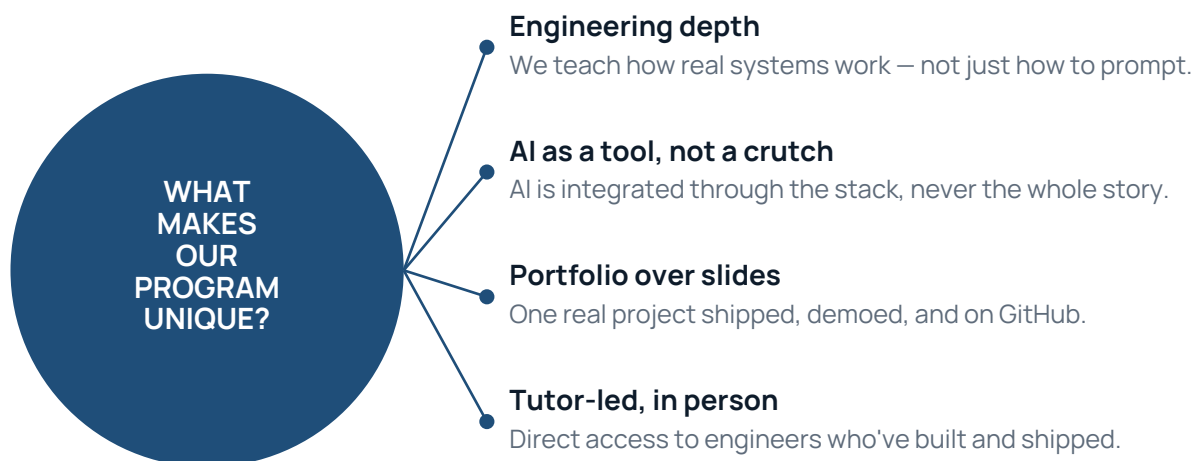 WHAT
MAKES
OUR
PROGRAM
UNIQUE?
Engineering depth
We teach how real systems work — not just how to prompt.
AI as a tool, not a crutch
AI is integrated through the stack, never the whole story.
Portfolio over slides
One real project shipped, demoed, and on GitHub.
Tutor-led, in person
Direct access to engineers who've built and shipped.